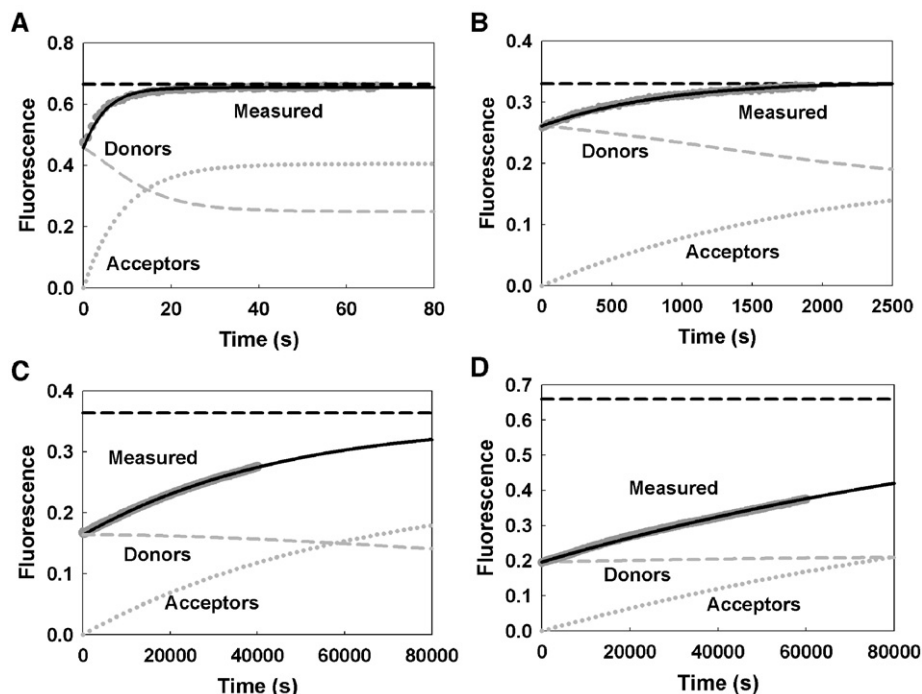 A
0.8
0.6
0.4
0.2
0.0
Fluorescence
Measured
Donors
Acceptors
0 20 40 60 80
Time (s)
B
0.4
0.3
0.2
0.1
0.0
Fluorescence
Measured
Donors
Acceptors
0 500 1000 1500 2000 2500
Time (s)
C
0.4
0.3
0.2
0.1
0.0
Fluorescence
Measured
Donors
Acceptors
0 20000 40000 60000 80000
Time (s)
D
0.7
0.6
0.5
0.4
0.3
0.2
0.1
0.0
Fluorescence
Measured
Donors
Acceptors
0 20000 40000 60000 80000
Time (s)